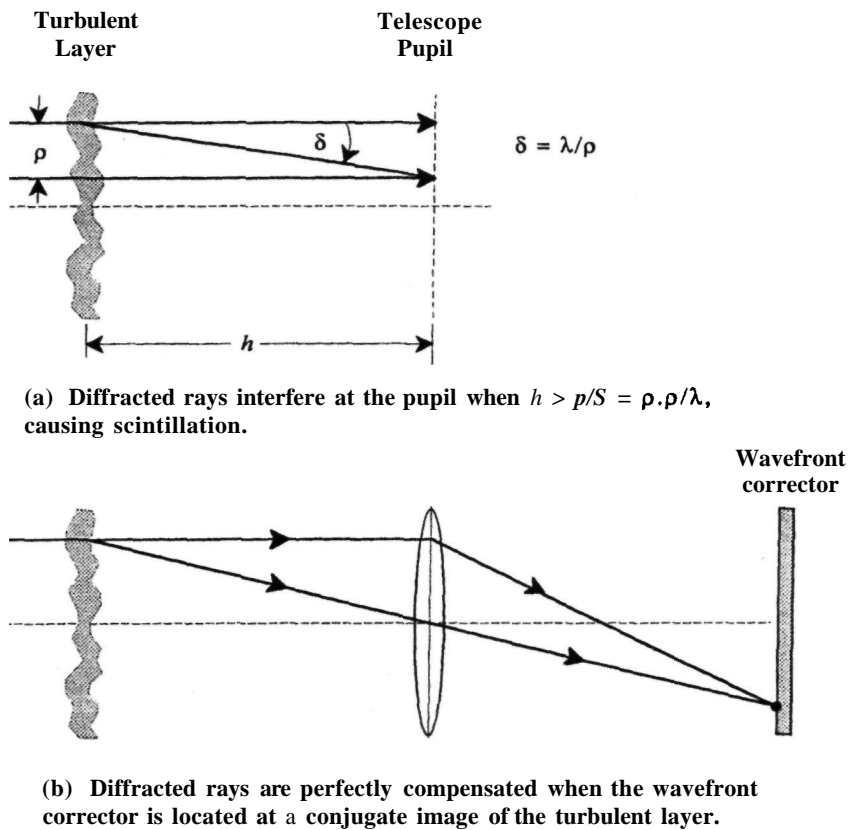 Turbulent Layer
Telescope Pupil
ρ
δ
δ = λ/ρ
h
(a) Diffracted rays interfere at the pupil when h > p/S = ρ.ρ/λ,
causing scintillation.
Wavefront corrector
(b) Diffracted rays are perfectly compensated when the wavefront
corrector is located at a conjugate image of the turbulent layer.